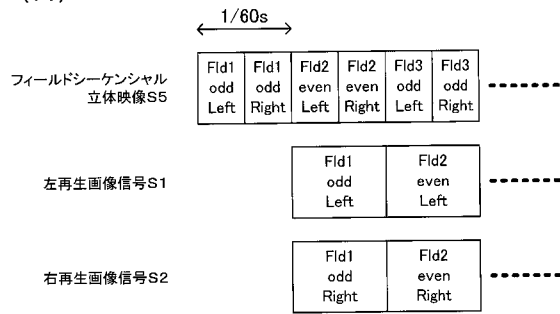 1/60s
フィールドシーケンシャル
立体映像S5
Fld1 Fld1 Fld2 Fld2 Fld3 Fld3
odd odd even even odd odd
Left Right Left Right Left Right
左再生画像信号S1
Fld1 Fld2
odd even
Left Left
右再生画像信号S2
Fld1 Fld2
odd even
Right Right